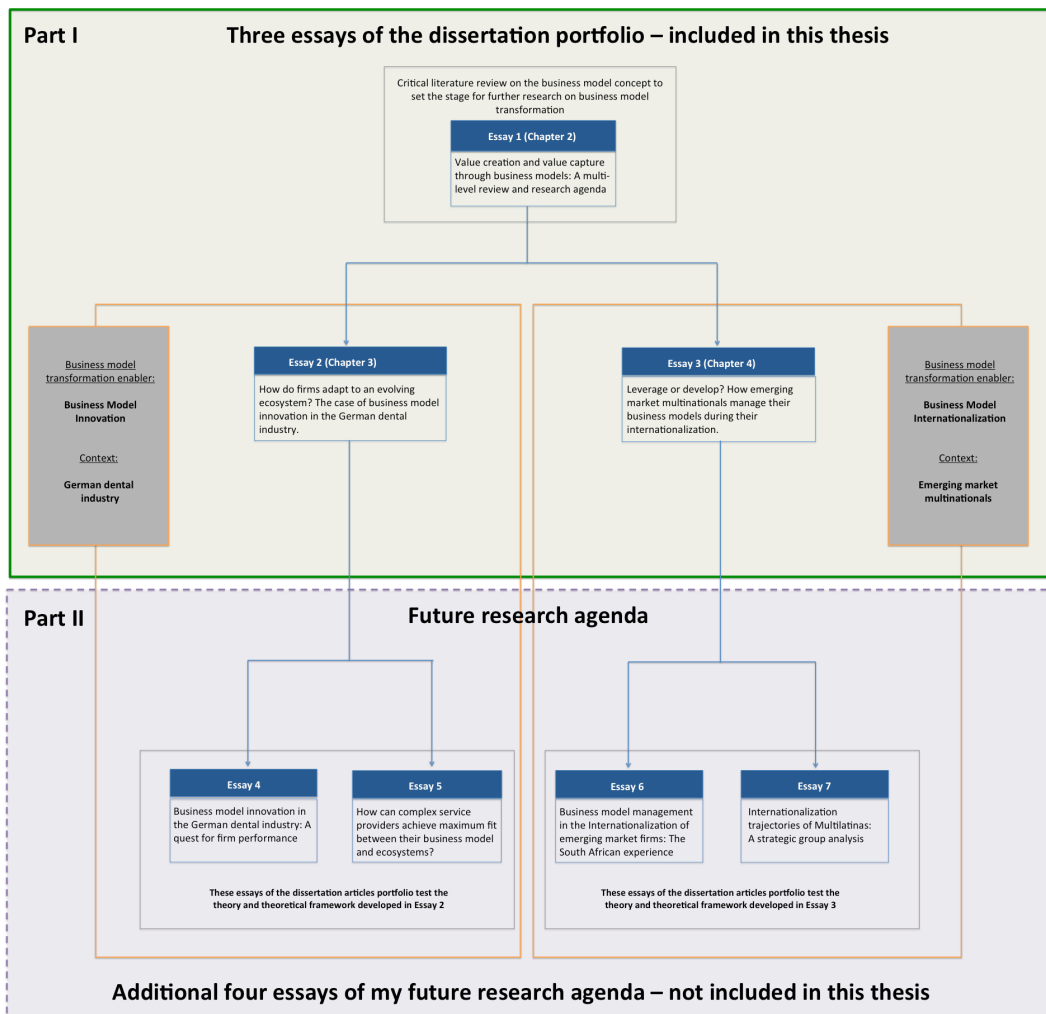 Part I
Three essays of the dissertation portfolio – included in this thesis
Critical literature review on the business model concept to
set the stage for further research on business model
transformation
Essay 1 (Chapter 2)
Value creation and value capture
through business models: A multi-
level review and research agenda
Business model
transformation enabler:
Business Model
Innovation
Context:
German dental
industry
Essay 2 (Chapter 3)
How do firms adapt to an evolving
ecosystem? The case of business model
innovation in the German dental
industry.
Essay 3 (Chapter 4)
Leverage or develop? How emerging
market multinationals manage their
business models during their
internationalization.
Business model
transformation enabler:
Business Model
Internationalization
Context:
Emerging market
multinationals
Part II
Future research agenda
Essay 4
Business model innovation in
the German dental industry: A
quest for firm performance
Essay 5
How can complex service
providers achieve maximum fit
between their business model
and ecosystems?
These essays of the dissertation articles portfolio test the
theory and theoretical framework developed in Essay 2
Essay 6
Business model management
in the Internationalization of
emerging market firms: The
South African experience
Essay 7
Internationalization
trajectories of Multilatinas:
A strategic group analysis
These essays of the dissertation articles portfolio test the
theory and theoretical framework developed in Essay 3
Additional four essays of my future research agenda – not included in this thesis